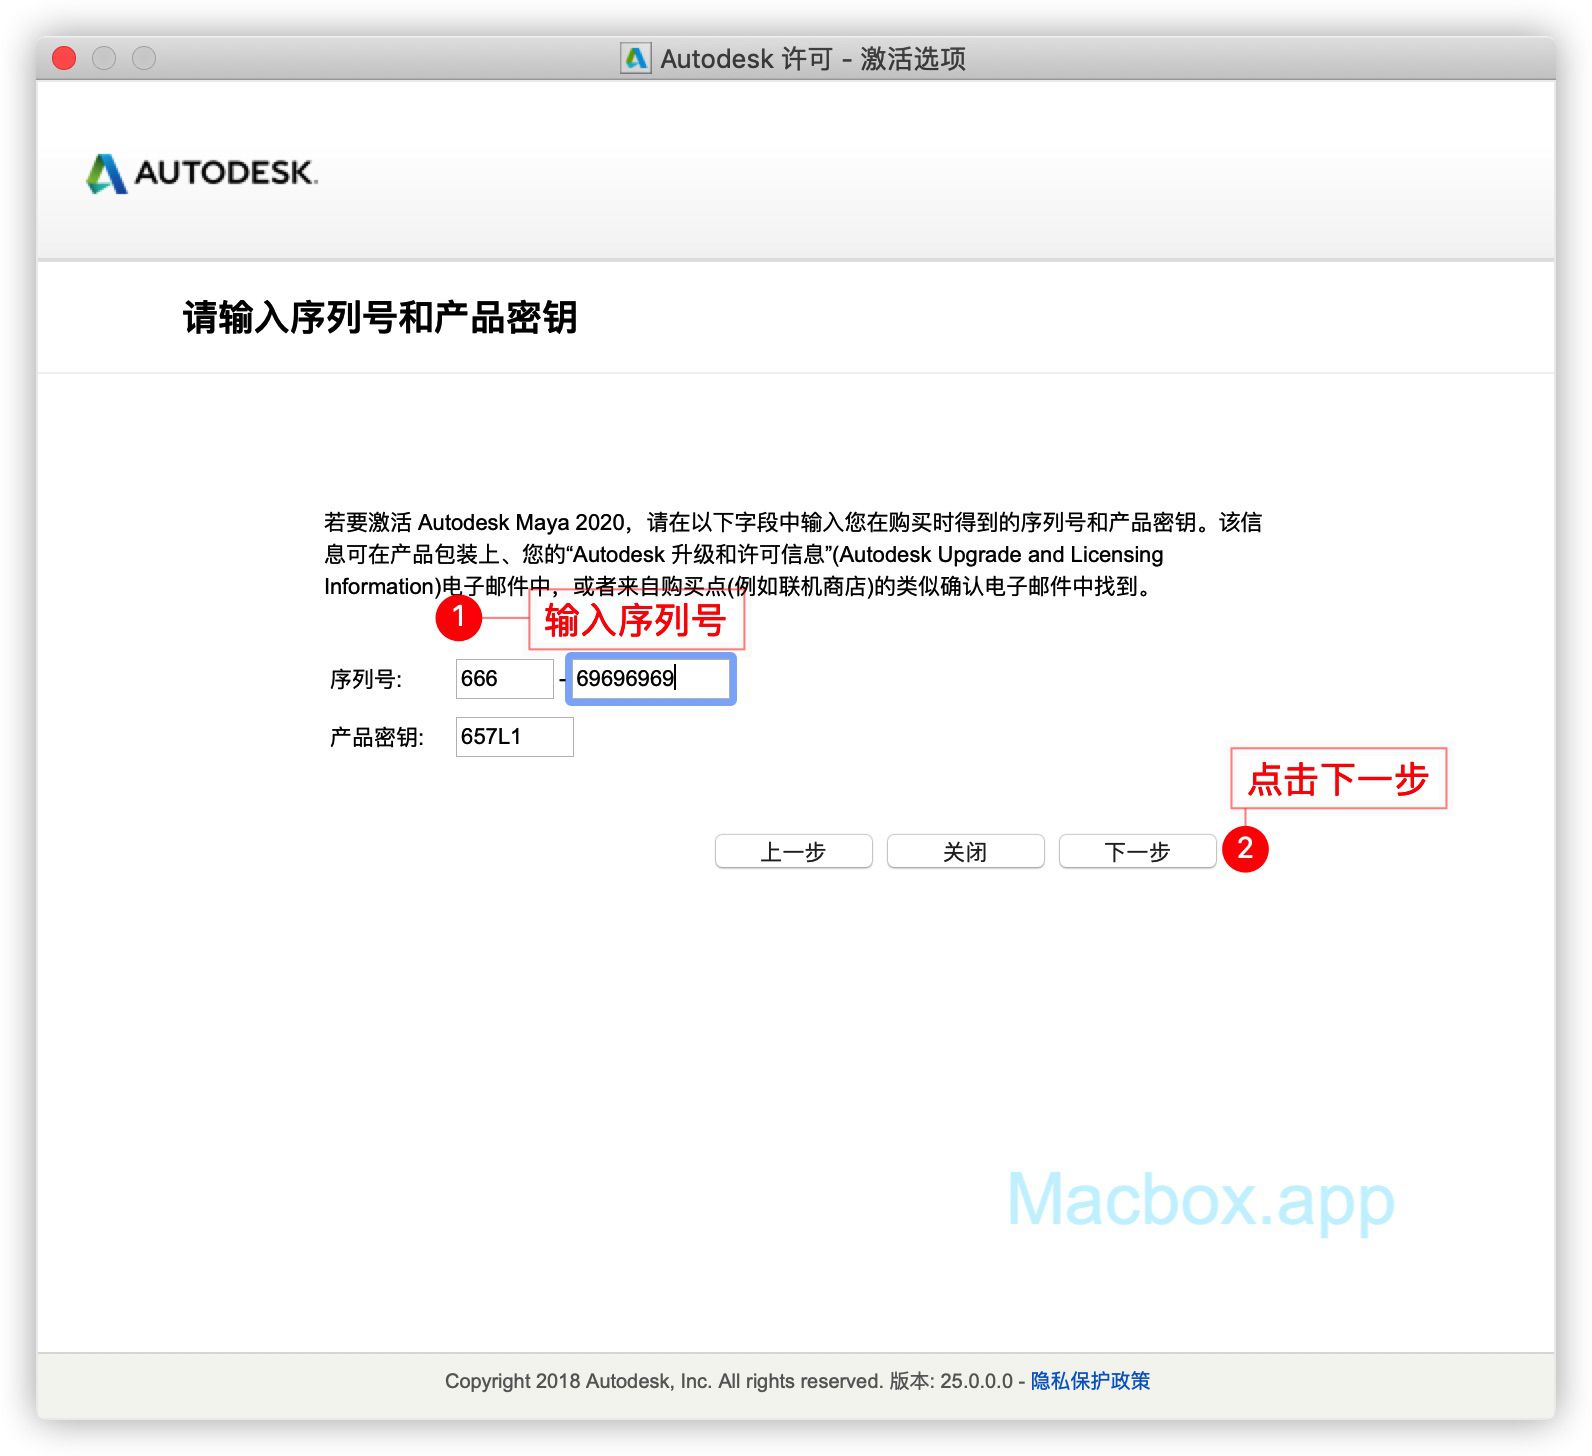 Autodesk 许可 - 激活选项
AUTODESK.
请输入序列号和产品密钥
若要激活 Autodesk Maya 2020，请在以下字段中输入您在购买时得到的序列号和产品密钥。该信
息可在产品包装上、您的“Autodesk 升级和许可信息”(Autodesk Upgrade and Licensing
Information)电子邮件中，或者来自购买点(例如联机商店)的类似确认电子邮件中找到。
1 输入序列号
序列号: 666 - 69696969
产品密钥: 657L1
点击下一步
上一步 关闭 下一步 2
Macbox.app
Copyright 2018 Autodesk, Inc. All rights reserved. 版本: 25.0.0.0 - 隐私保护政策